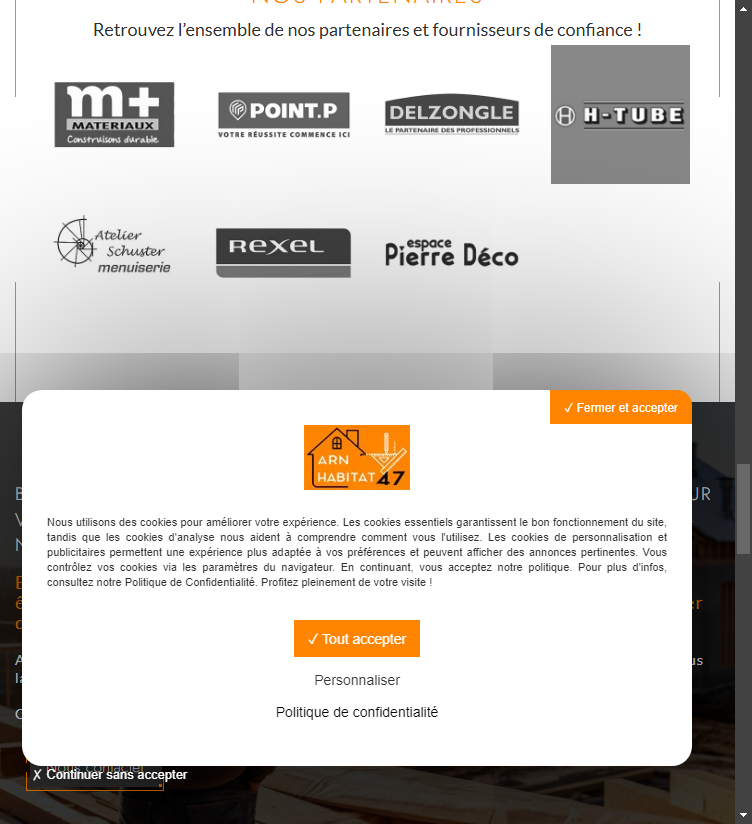 NOS PARTENAIRES
Retrouvez l’ensemble de nos partenaires et fournisseurs de confiance !
m+
MATERIAUX
Construisons durable
POINT.P
VOTRE RÉUSSITE COMMENCE ICI
DELZONGLE
LE PARTENAIRE DES PROFESSIONNELS
H H-TUBE
Atelier
Schuster
menuiserie
REXEL
espace
Pierre Déco
✓ Fermer et accepter
ARN
HABITAT 47
Nous utilisons des cookies pour améliorer votre expérience. Les cookies essentiels garantissent le bon fonctionnement du site,
tandis que les cookies d'analyse nous aident à comprendre comment vous l'utilisez. Les cookies de personnalisation et
publicitaires permettent une expérience plus adaptée à vos préférences et peuvent afficher des annonces pertinentes. Vous
contrôlez vos cookies via les paramètres du navigateur. En continuant, vous acceptez notre politique. Pour plus d'infos,
consultez notre Politique de Confidentialité. Profitez pleinement de votre visite !
✓ Tout accepter
Personnaliser
Politique de confidentialité
Nous contacter
✗ Continuer sans accepter